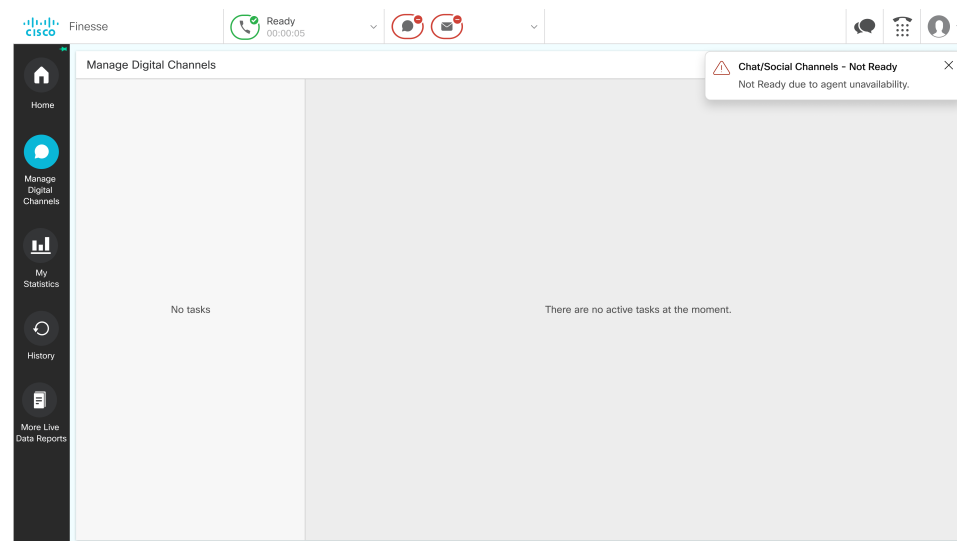 CISCO Finesse
Ready
00:00:05
Manage Digital Channels
Chat/Social Channels - Not Ready
Not Ready due to agent unavailability.
Home
Manage
Digital
Channels
My
Statistics
History
More Live
Data Reports
No tasks
There are no active tasks at the moment.